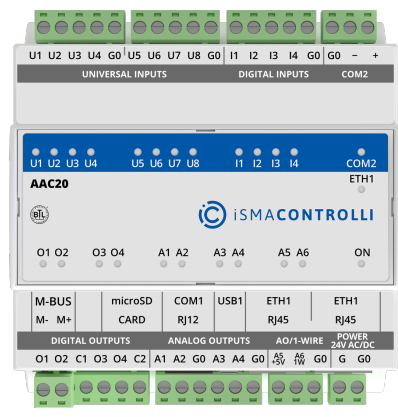 U1 U2 U3 U4 G0 U5 U6 U7 U8 G0 I1 I2 I3 I4 G0 G0 − +
UNIVERSAL INPUTS DIGITAL INPUTS COM2
U1 U2 U3 U4 U5 U6 U7 U8 I1 I2 I3 I4 COM2
AAC20 ETH1
BTL
iSMACONTROLLI
O1 O2 O3 O4 A1 A2 A3 A4 A5 A6 ON
M-BUS microSD COM1 USB1 ETH1 ETH1
M- M+ CARD RJ12 RJ45 RJ45
DIGITAL OUTPUTS ANALOG OUTPUTS AO/1-WIRE POWER
24V AC/DC
O1 O2 C1 O3 O4 C2 A1 A2 G0 A3 A4 G0 A5 A6 G0 G G0
+5V 1W